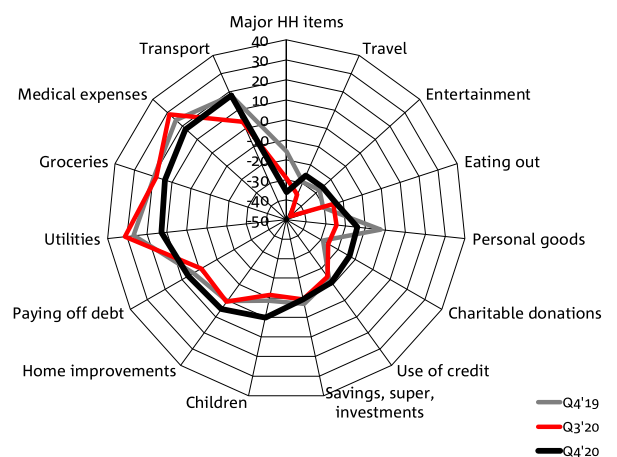 Major HH items
Travel
Entertainment
Eating out
Personal goods
Charitable donations
Use of credit
Savings, super,
investments
Children
Home improvements
Paying off debt
Utilities
Groceries
Medical expenses
Transport
40
30
20
10
0
-10
-20
-30
-40
-50
Q4'19
Q3'20
Q4'20